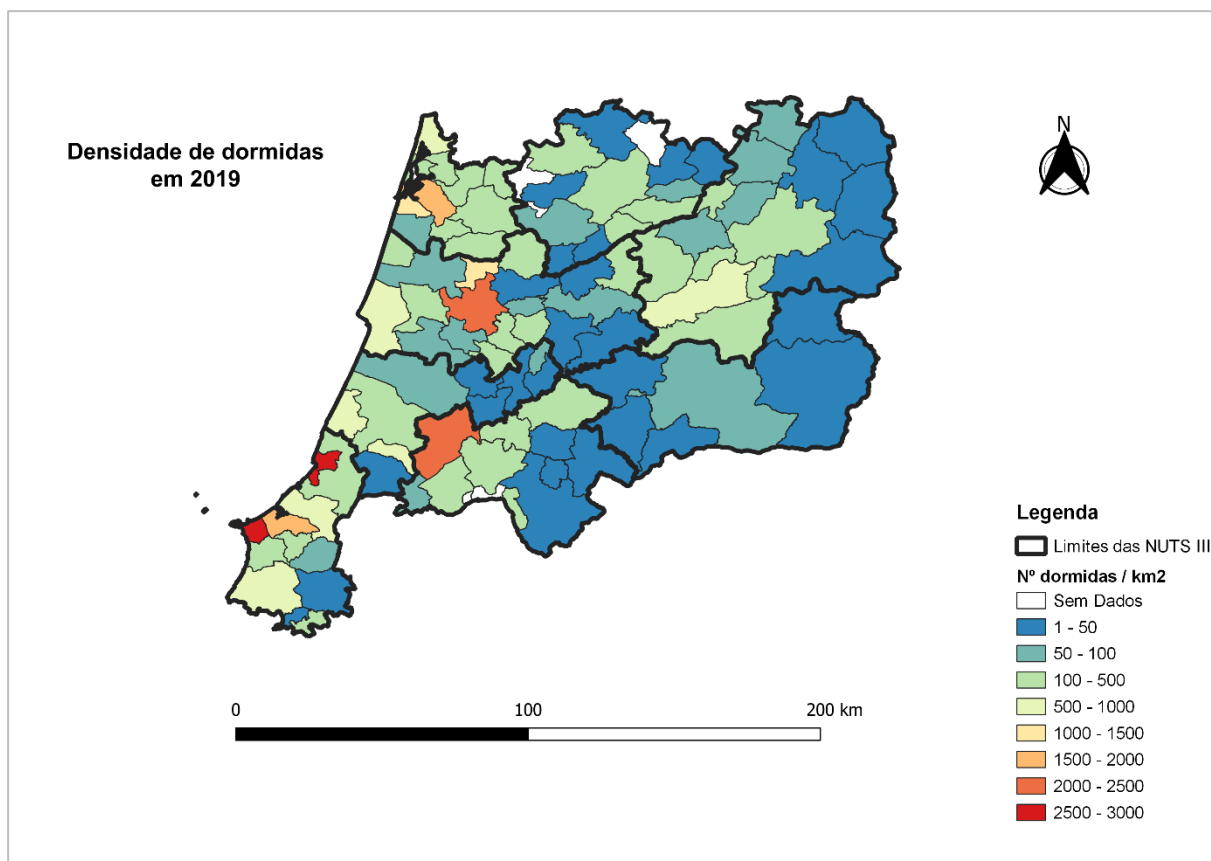 Densidade de dormidas
em 2019
N
0 100 200 km
Legenda
Limites das NUTS III
Nº dormidas / km2
Sem Dados
1 - 50
50 - 100
100 - 500
500 - 1000
1000 - 1500
1500 - 2000
2000 - 2500
2500 - 3000